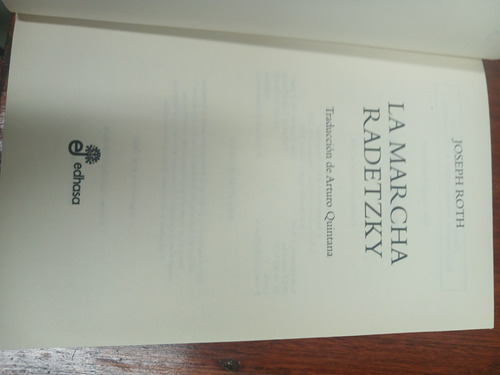 JOSEPH ROTH
LA MARCHA
RADETZKY
Traducción de Arturo Quintana
edhasa